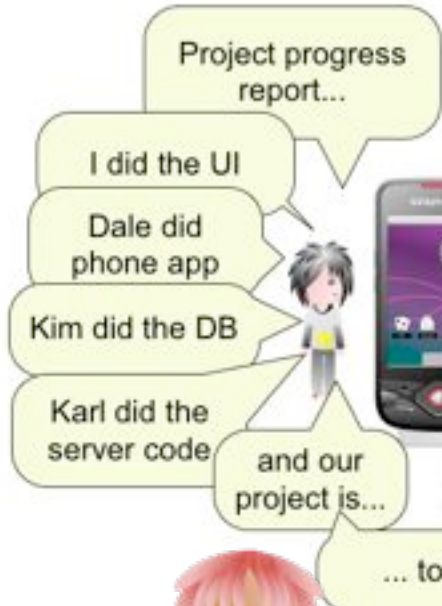 Project progress
report...
I did the UI
Dale did
phone app
Kim did the DB
Karl did the
server code
and our
project is...
... to